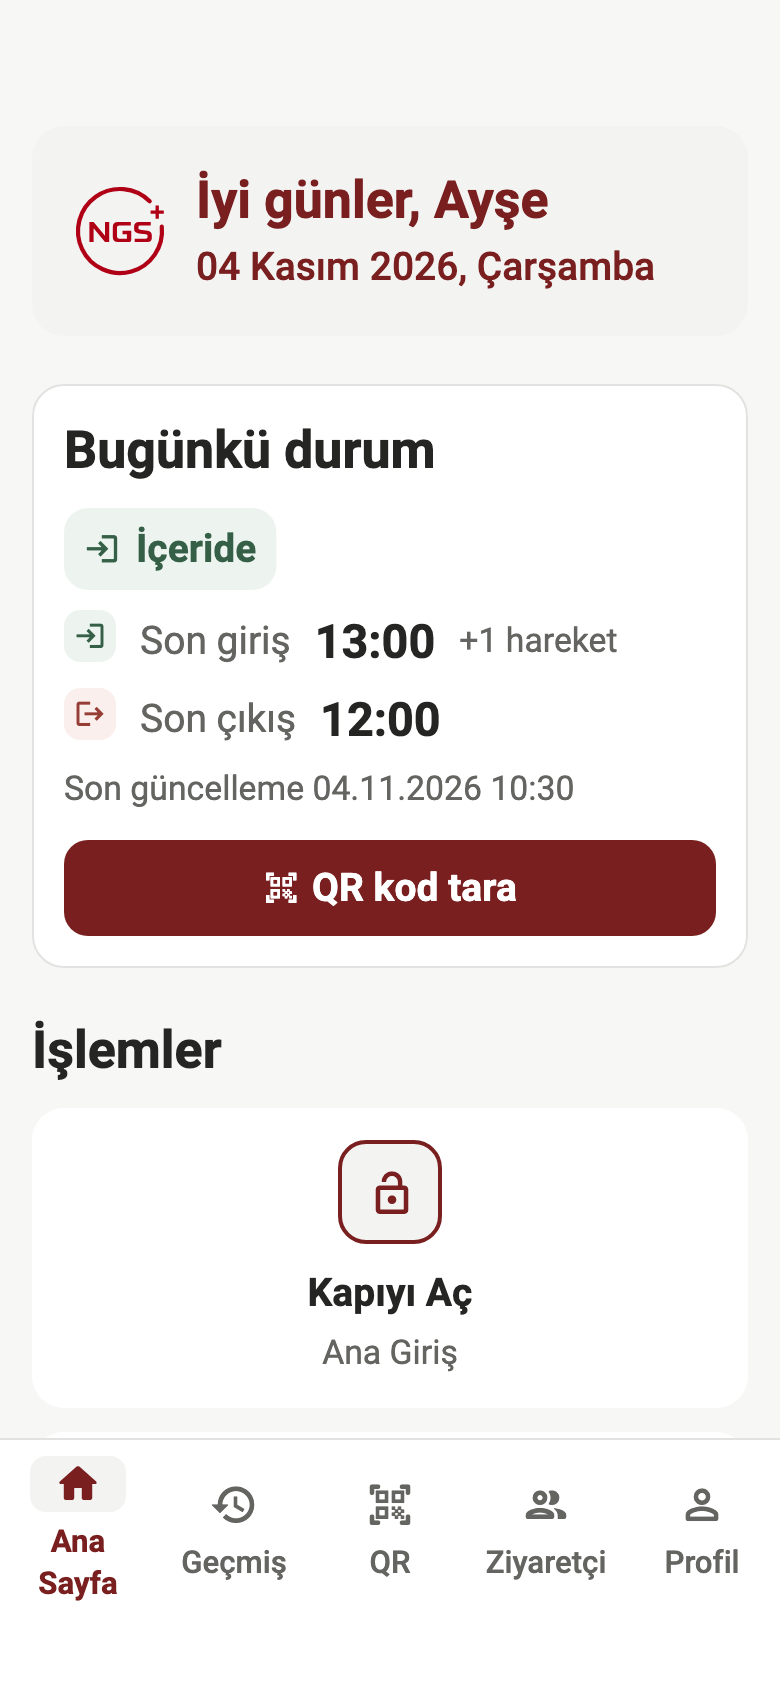 NGS+
İyi günler, Ayşe
04 Kasım 2026, Çarşamba
Bugünkü durum
İçeride
Son giriş 13:00 +1 hareket
Son çıkış 12:00
Son güncelleme 04.11.2026 10:30
QR kod tara
İşlemler
Kapıyı Aç
Ana Giriş
Ana
Sayfa
Geçmiş
QR
Ziyaretçi
Profil